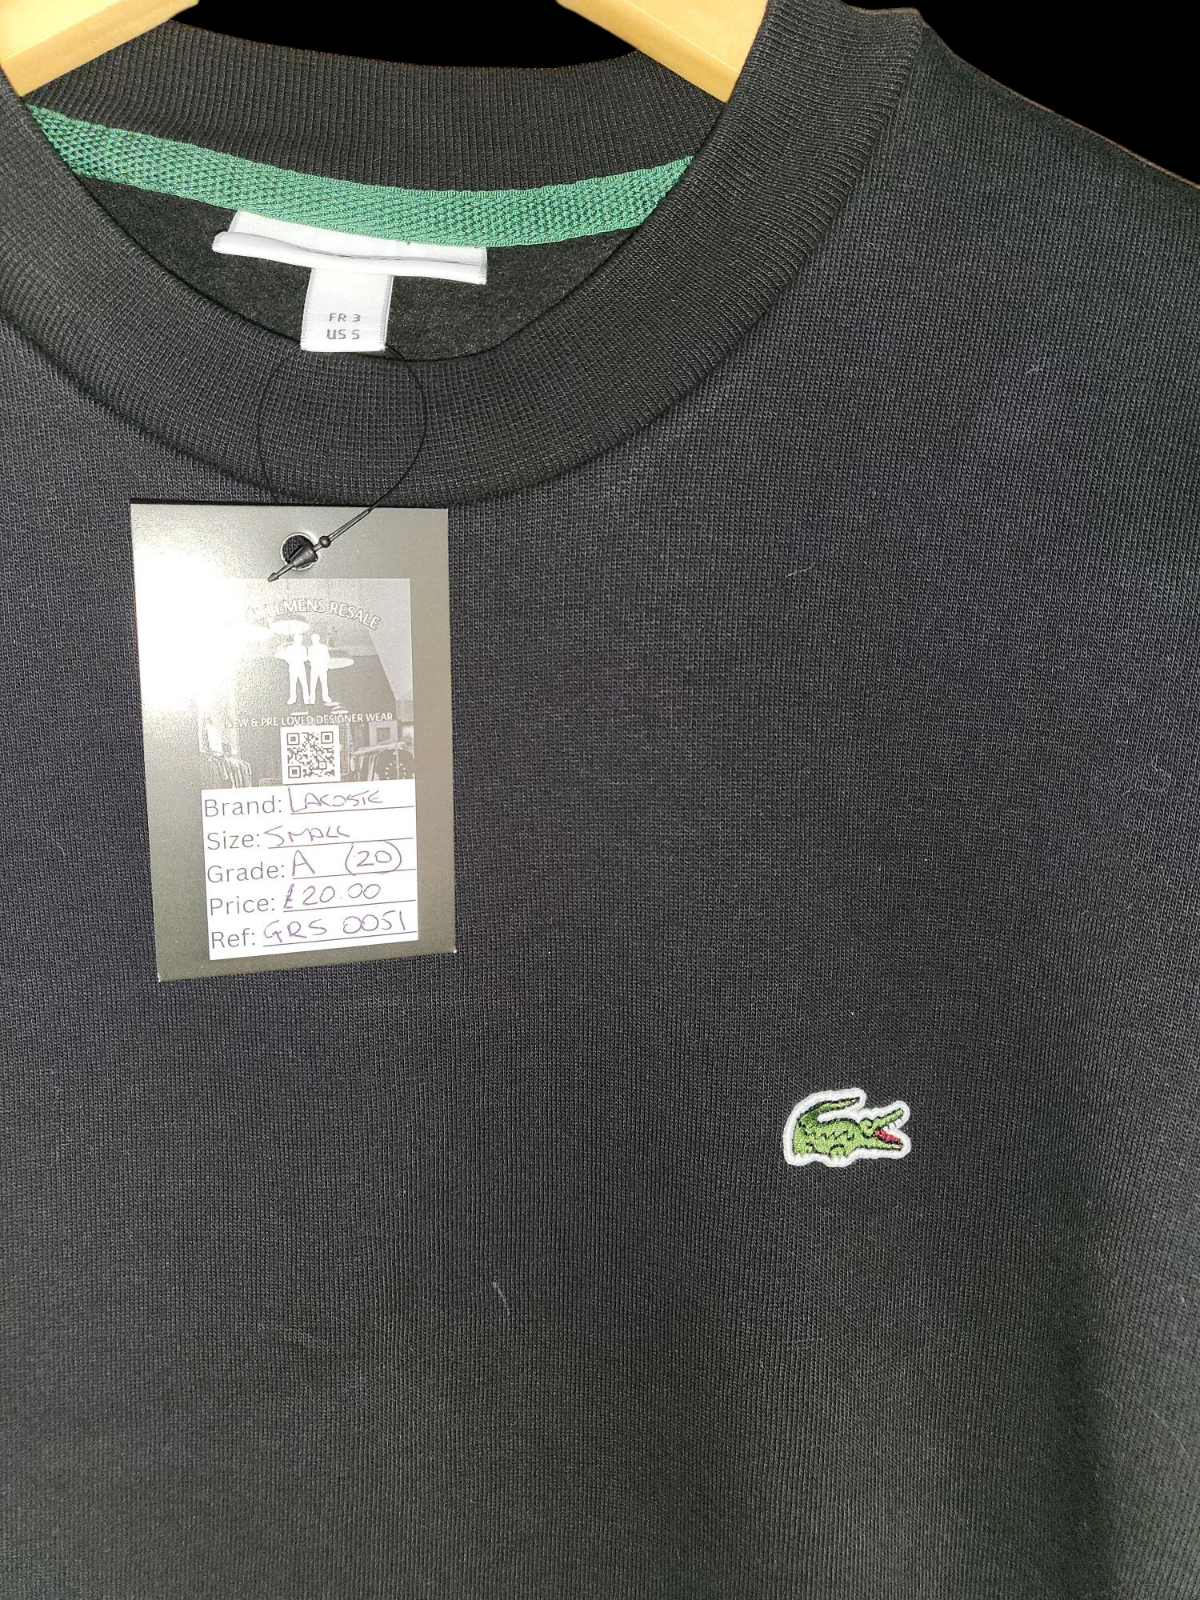 FR 3
US S
EMENS RESALE
NEW & PRE LOVED DESIGNER WEAR
Brand: LACOSTE
Size: SMALL
Grade: A (20)
Price: £20.00
Ref: GRS 0051